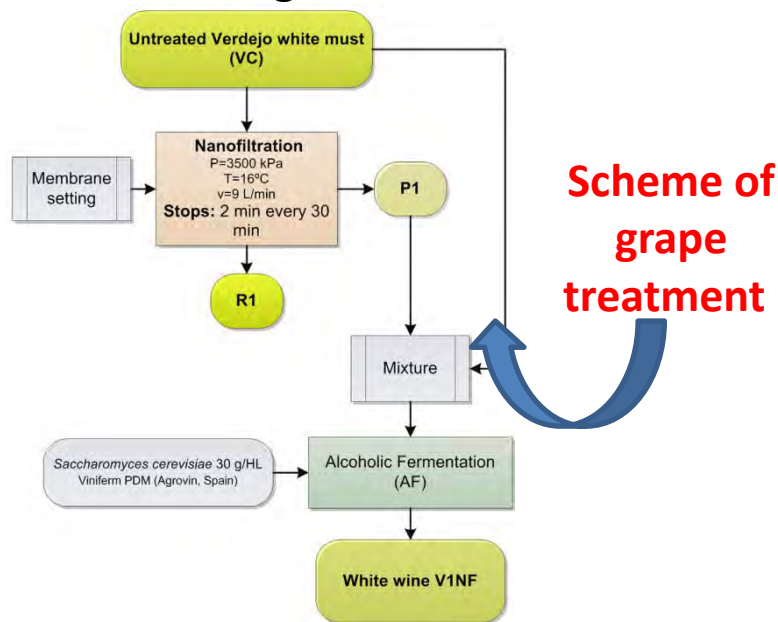 Untreated Verdejo white must
(VC)
Nanofiltration
P=3500 kPa
T=16ºC
v=9 L/min
Stops: 2 min every 30
min
Membrane
setting
P1
R1
Scheme of
grape
treatment
Mixture
Saccharomyces cerevisiae 30 g/HL
Viniferm PDM (Agrovin, Spain)
Alcoholic Fermentation
(AF)
White wine V1NF